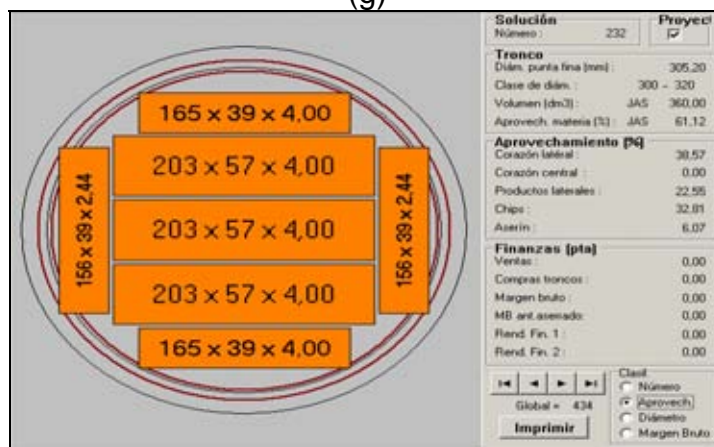 (g)
165 x 39 x 4,00
203 x 57 x 4,00
156 x 39 x 2,44
203 x 57 x 4,00
156 x 39 x 2,44
203 x 57 x 4,00
165 x 39 x 4,00
Solución
Número : 232
Proyect
Tronco
Diám. punta fina (mm) : 305,20
Clase de diám. : 300 - 320
Volumen (dm3) : JAS 360,00
Aprovech. materia (%) : JAS 61,12
Aprovechamiento (%)
Corazón latéral : 38,57
Corazón central : 0,00
Productos laterales : 22,55
Chips : 32,81
Aserin : 6,07
Finanzas (pta)
Ventas : 0,00
Compras troncos : 0,00
Margen bruto : 0,00
MB ant.aserrado: 0,00
Rend. Fin. 1 : 0,00
Rend. Fin. 2 : 0,00
Global = 434
Imprimir
Clasif.
Número
Aprovech.
Diámetro
Margen Bruto